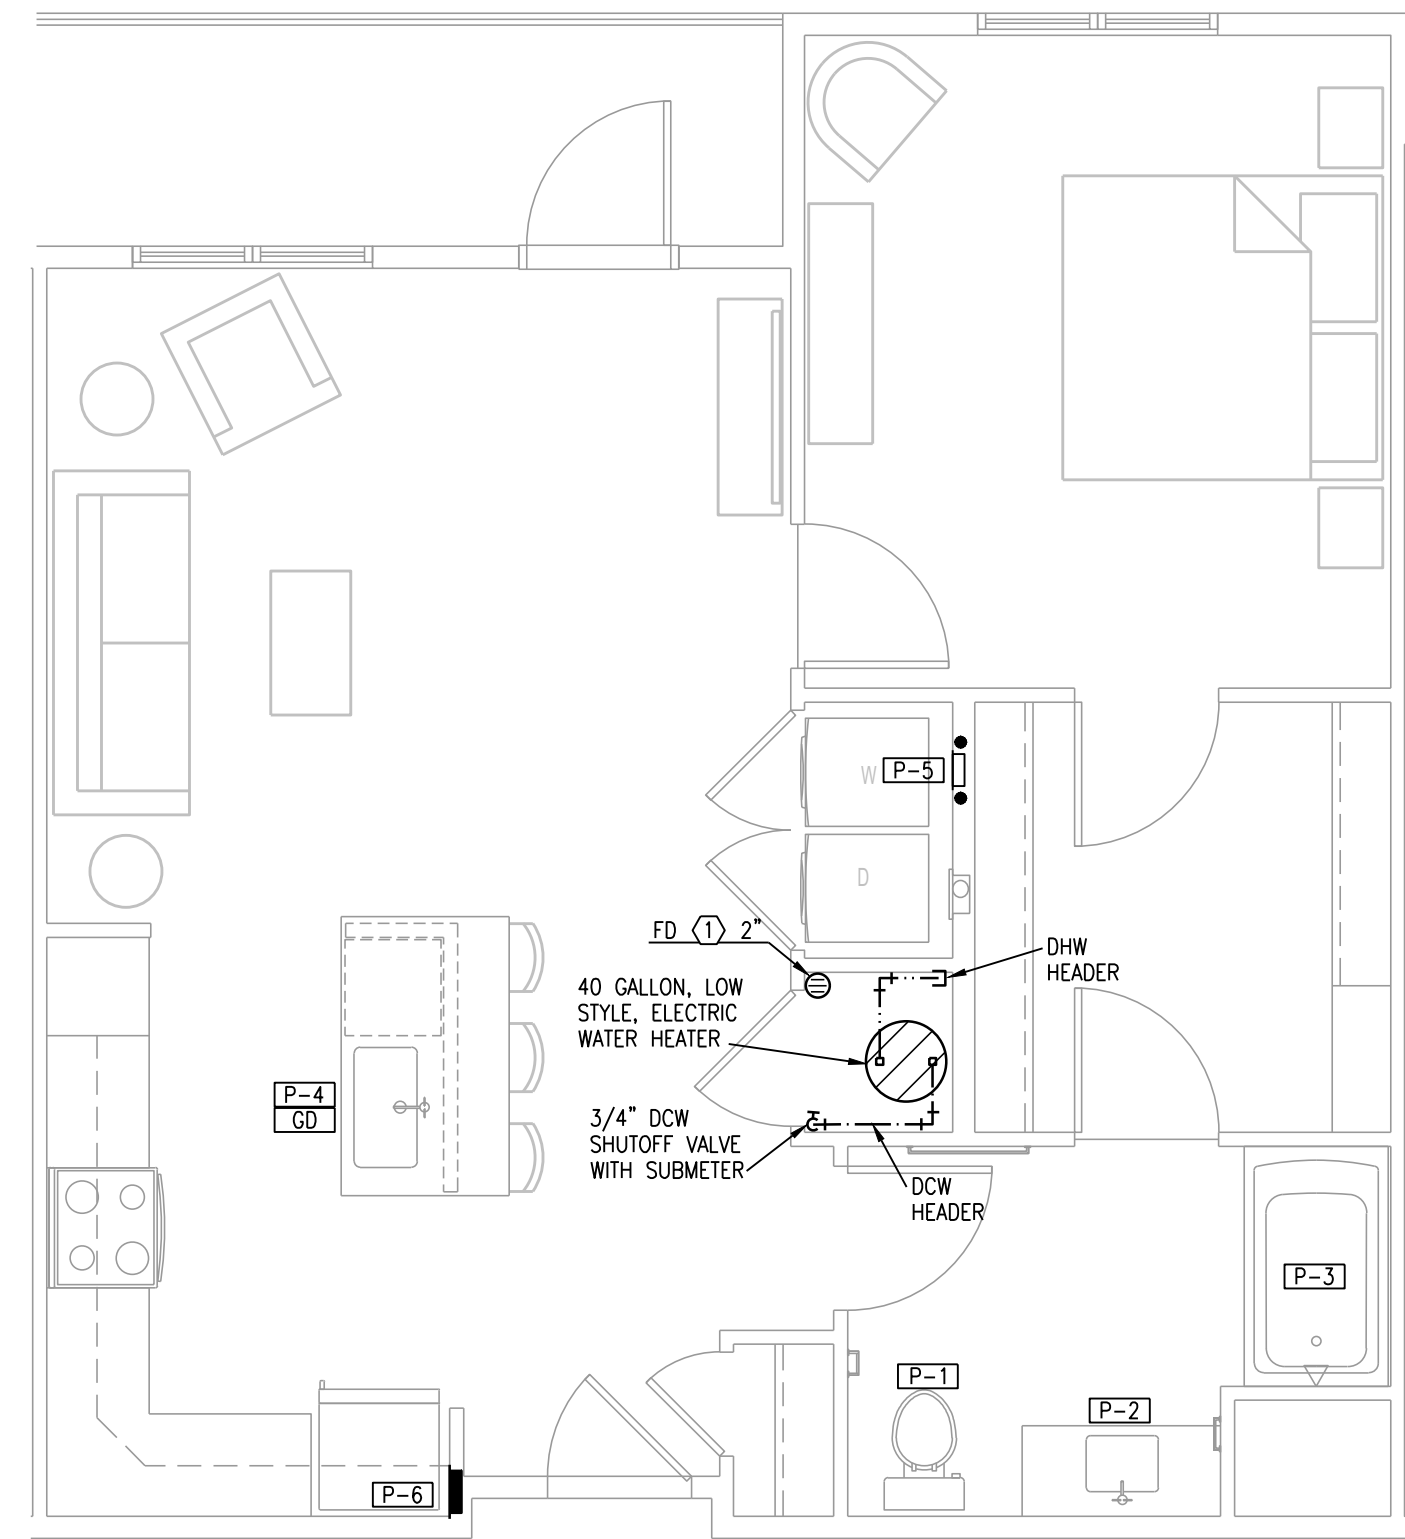 W
P-5
D
FD 1 2"
DHW
HEADER
40 GALLON, LOW
STYLE, ELECTRIC
WATER HEATER
P-4
GD
3/4" DCW
SHUTOFF VALVE
WITH SUBMETER
DCW
HEADER
P-3
P-1
P-2
P-6